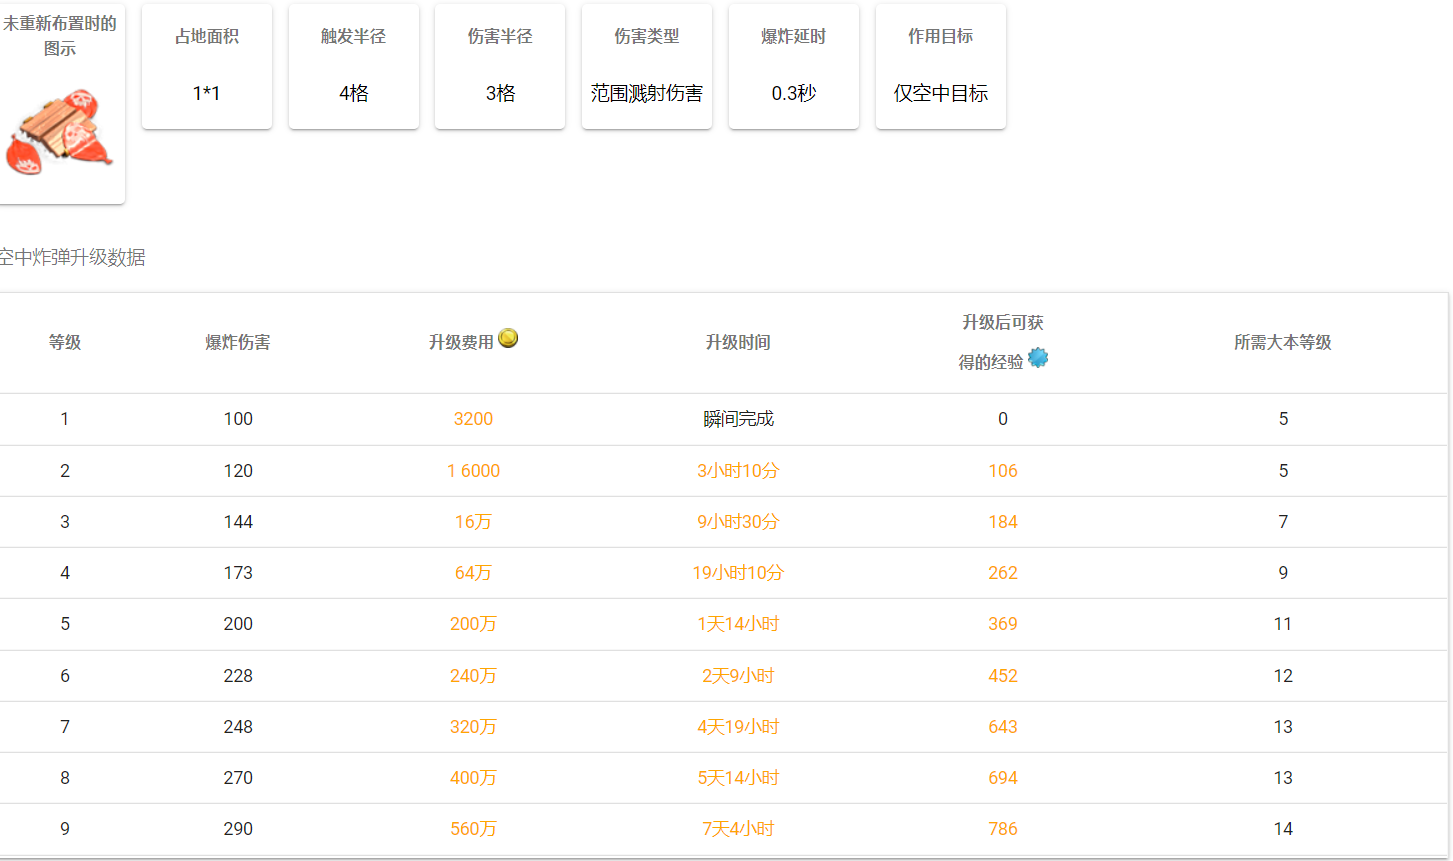 未重新布置时的
图示
占地面积
1*1
触发半径
4格
伤害半径
3格
伤害类型
范围溅射伤害
爆炸延时
0.3秒
作用目标
仅空中目标
空中炸弹升级数据
等级 爆炸伤害 升级费用 升级时间 升级后可获 所需大本等级
得的经验
1 100 3200 瞬间完成 0 5
2 120 1 6000 3小时10分 106 5
3 144 16万 9小时30分 184 7
4 173 64万 19小时10分 262 9
5 200 200万 1天14小时 369 11
6 228 240万 2天9小时 452 12
7 248 320万 4天19小时 643 13
8 270 400万 5天14小时 694 13
9 290 560万 7天4小时 786 14